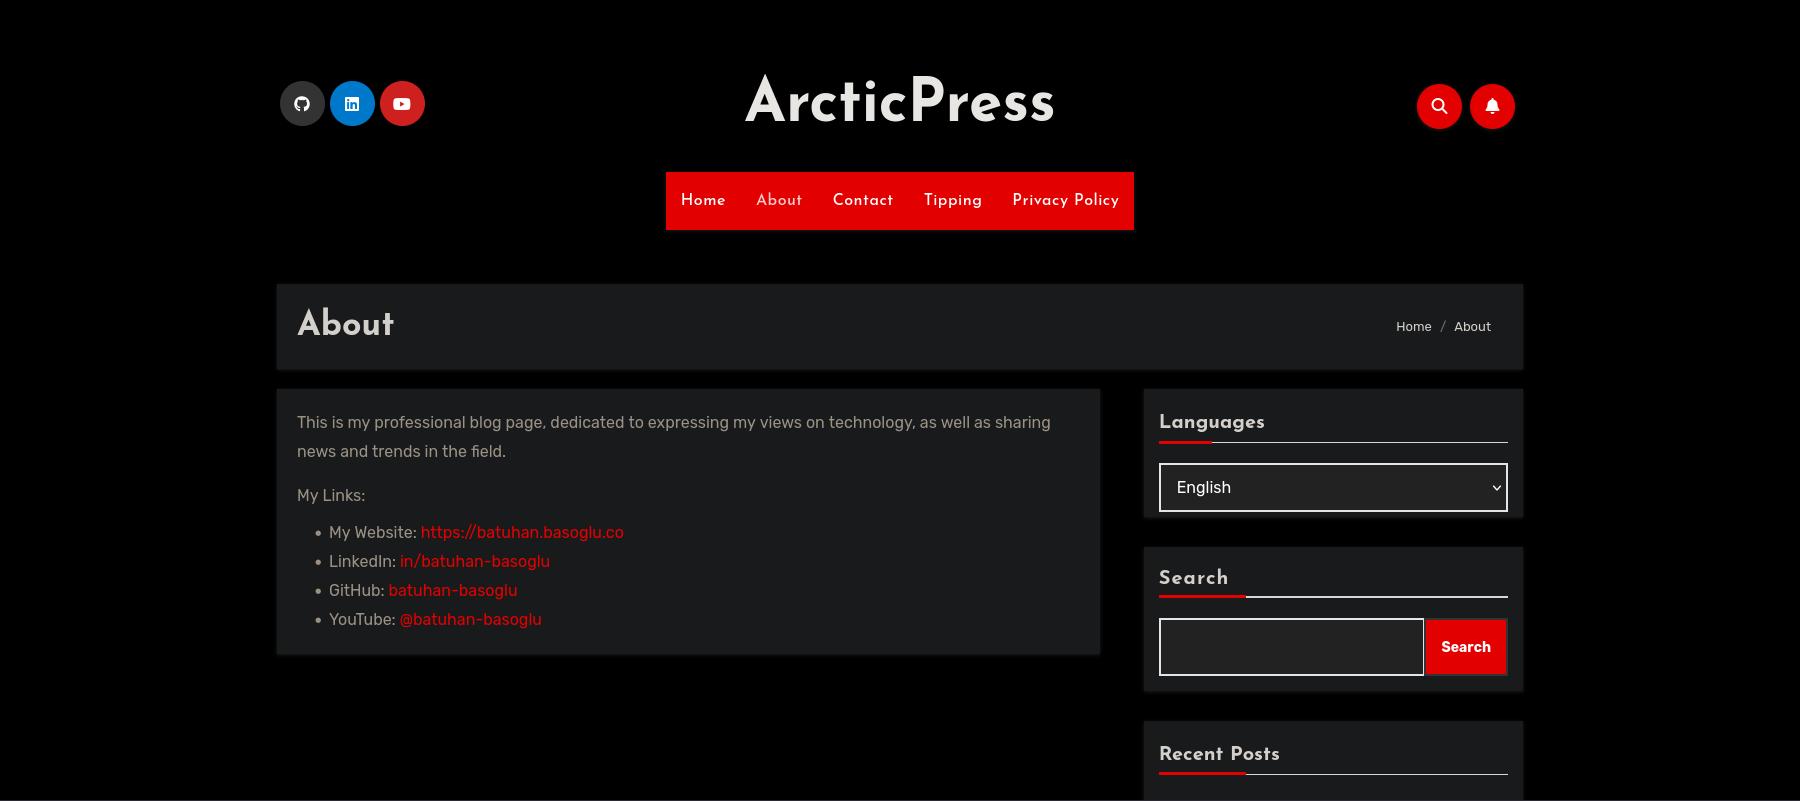 ArcticPress
Home About Contact Tipping Privacy Policy
About
Home / About
This is my professional blog page, dedicated to expressing my views on technology, as well as sharing
news and trends in the field.
My Links:
• My Website: https://batuhan.basoglu.co
• LinkedIn: in/batuhan-basoglu
• GitHub: batuhan-basoglu
• YouTube: @batuhan-basoglu
Languages
English
Search
Search
Recent Posts